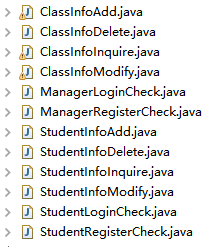 ClassInfoAdd.java
ClassInfoDelete.java
ClassInfoInquire.java
ClassInfoModify.java
ManagerLoginCheck.java
ManagerRegisterCheck.java
StudentInfoAdd.java
StudentInfoDelete.java
StudentInfoInquire.java
StudentInfoModify.java
StudentLoginCheck.java
StudentRegisterCheck.java